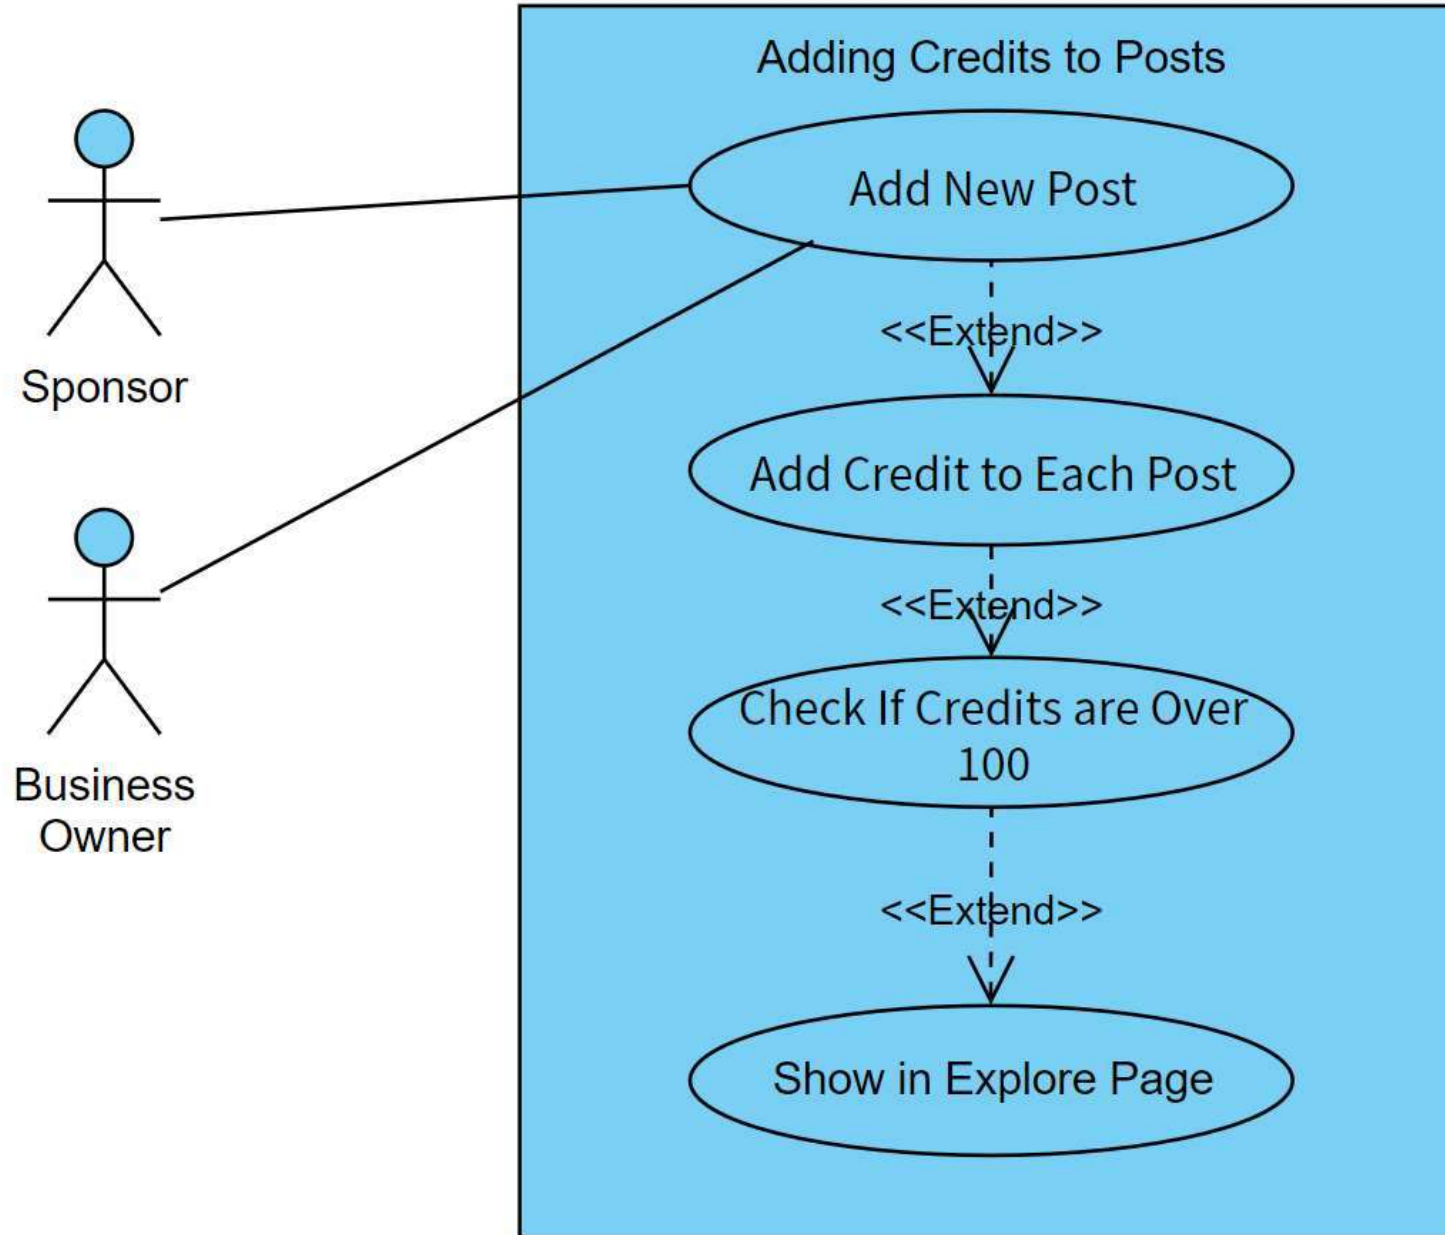 Adding Credits to Posts
Add New Post
<<Extend>>
Sponsor
Add Credit to Each Post
<<Extend>>
Check If Credits are Over
100
Business
Owner
<<Extend>>
Show in Explore Page